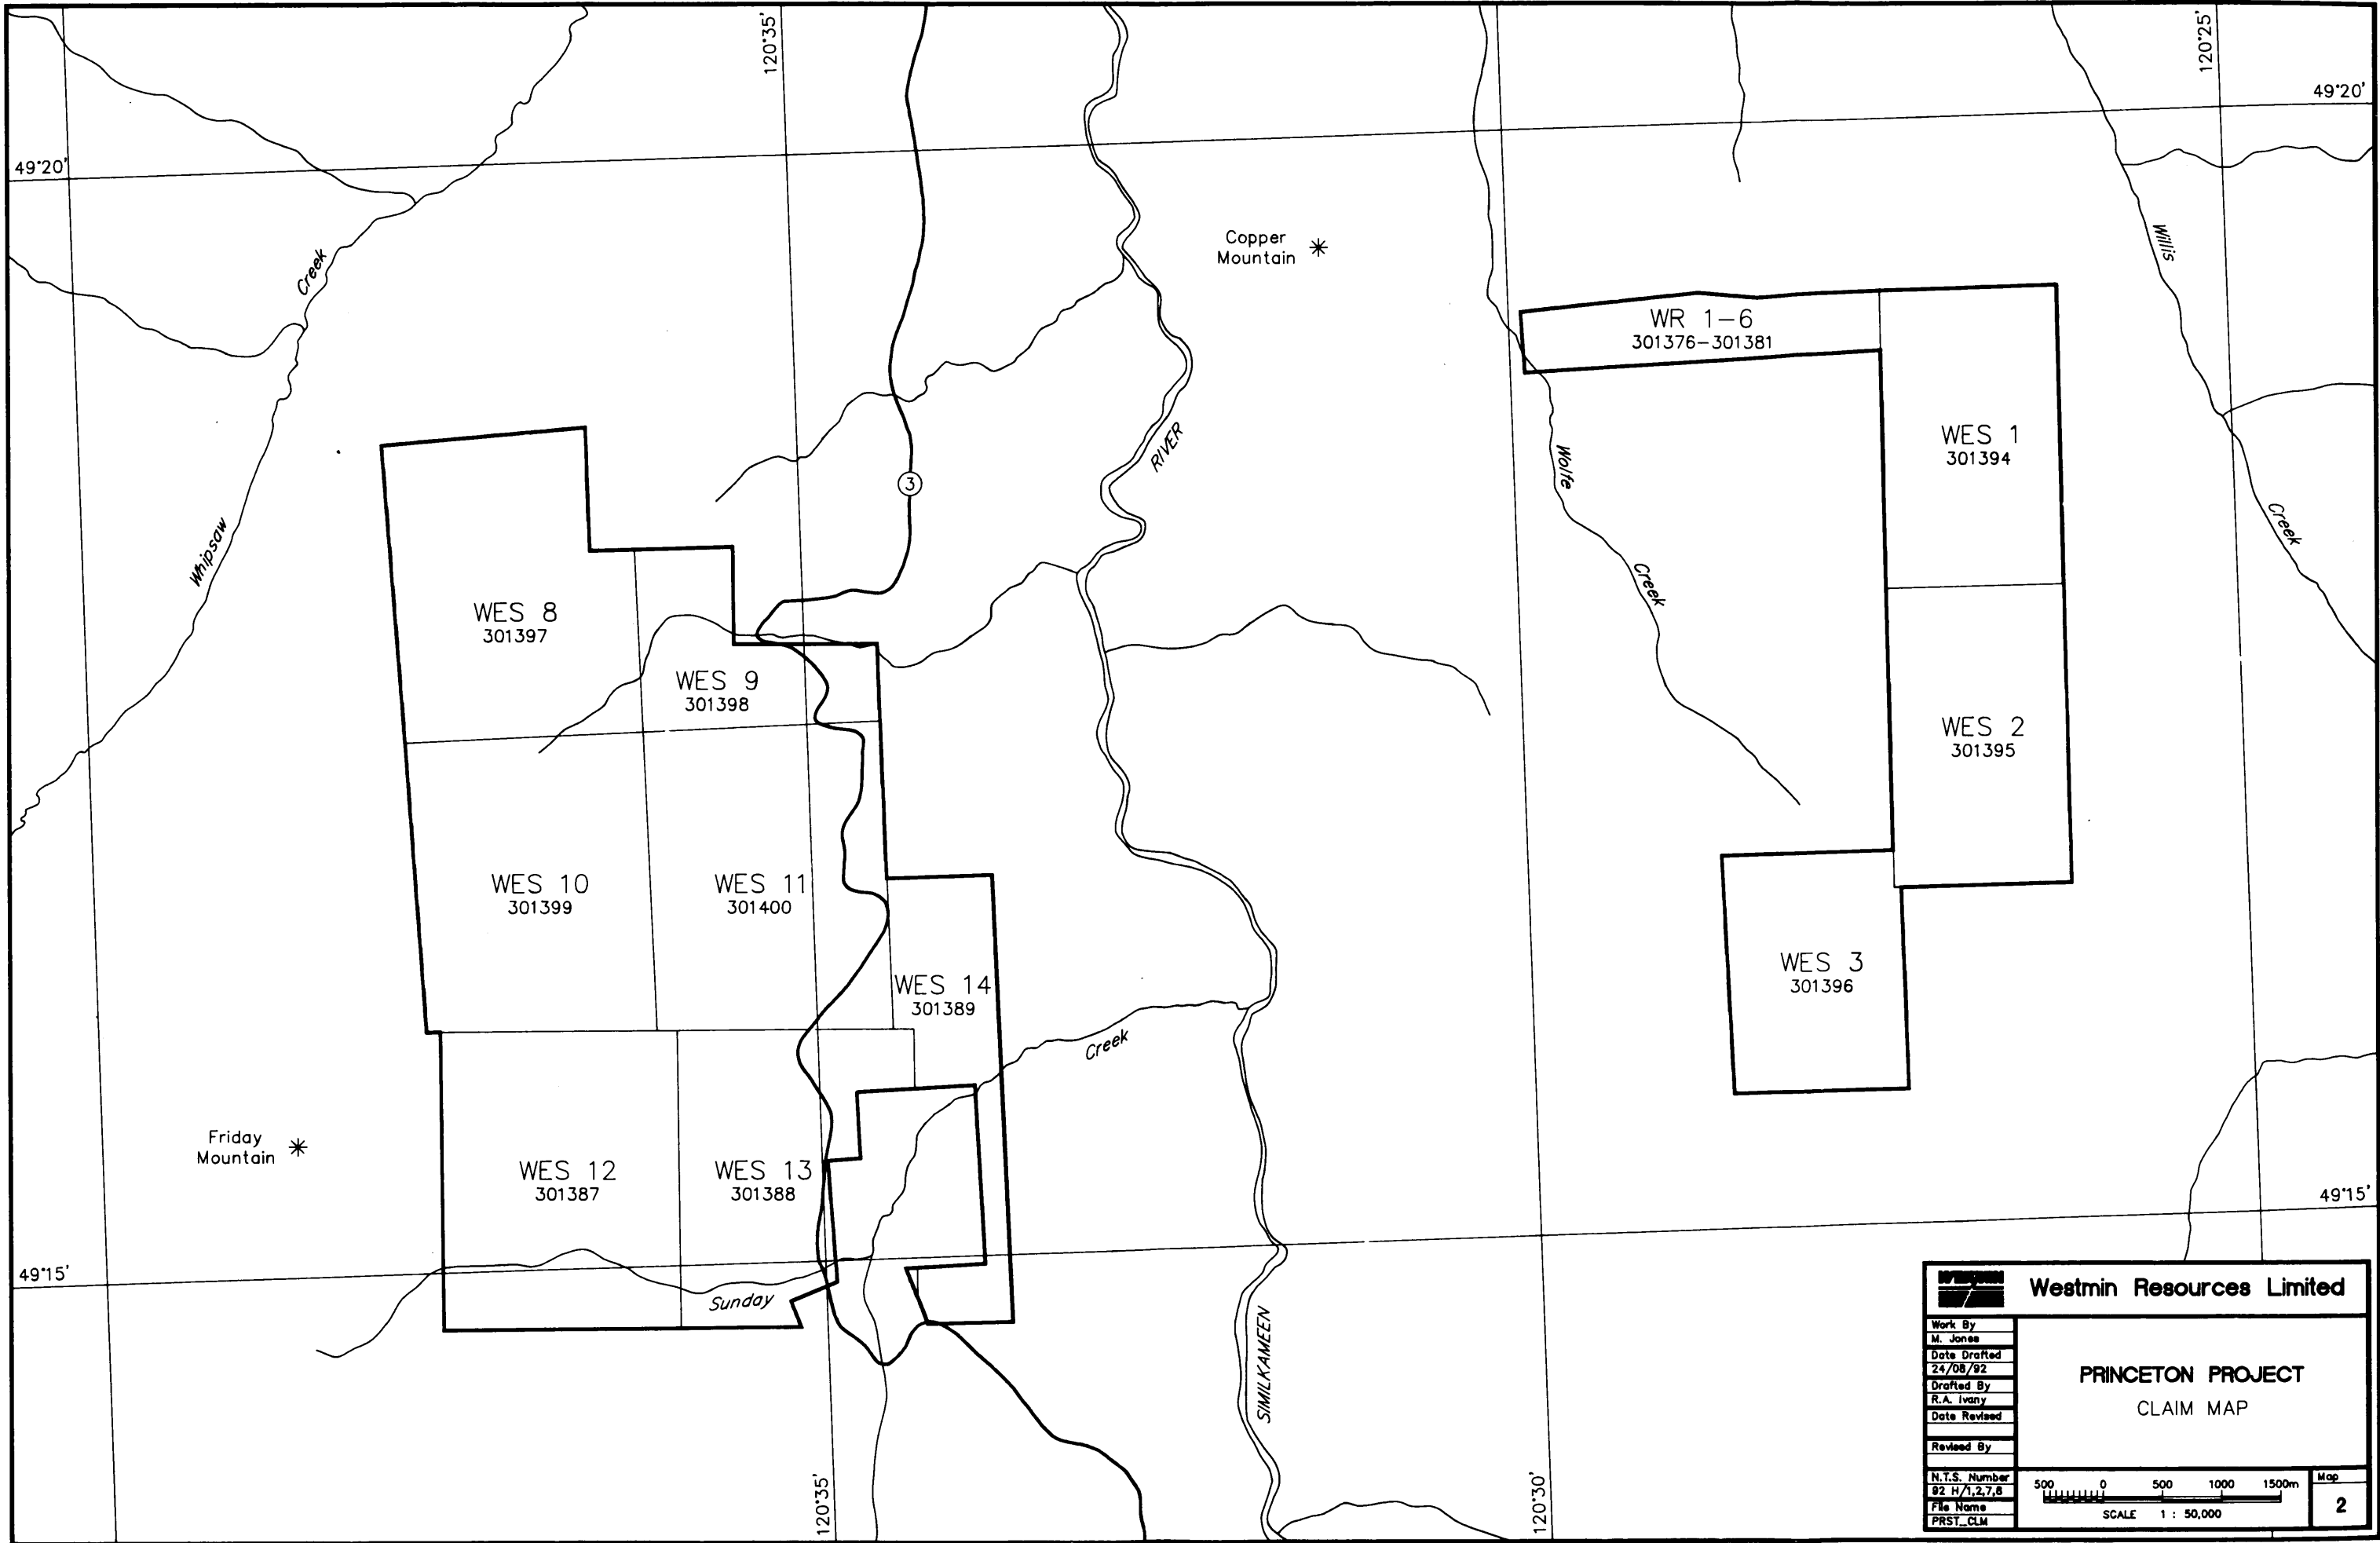 120°35'
120°25'
49°20'
49°20'
Copper
Mountain
Willis
Creek
WR 1-6
301376-301381
RIVER
WES 1
301394
Wolfe
3
Creek
Whipsaw
Creek
WES 8
301397
WES 9
301398
WES 2
301395
WES 10
301399
WES 11
301400
WES 14
301389
WES 3
301396
Creek
Friday
Mountain
WES 12
301387
WES 13
301388
49°15'
49°15'
Sunday
SIMILKAMEEN
120°35'
120°30'
Westmin Resources Limited
Work By
M. Jones
Date Drafted
24/08/92
Drafted By
R.A. Ivany
Date Revised
Revised By
N.T.S. Number
92 H/1,2,7,8
File Name
PRST_CLM
PRINCETON PROJECT
CLAIM MAP
500 0 500 1000 1500m
SCALE 1 : 50,000
Map
2